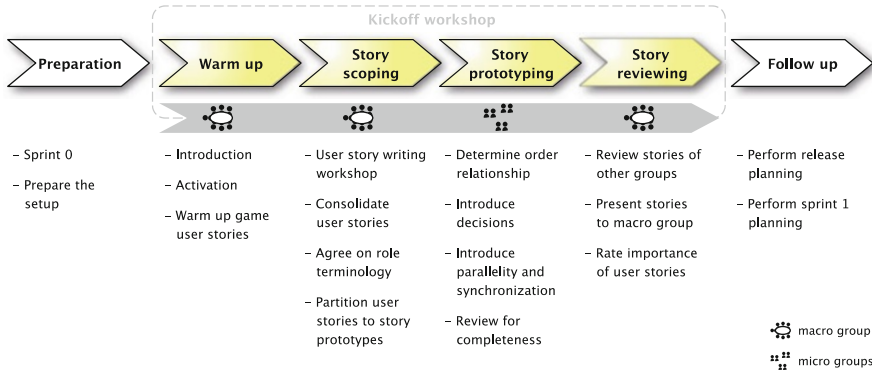 Kickoff workshop
Preparation
Warm up
Story
scoping
Story
prototyping
Story
reviewing
Follow up
– Sprint 0
– Prepare the
setup
– Introduction
– Activation
– Warm up game
user stories
– User story writing
workshop
– Consolidate
user stories
– Agree on role
terminology
– Partition user
stories to story
prototypes
– Determine order
relationship
– Introduce
decisions
– Introduce
parallelity and
synchronization
– Review for
completeness
– Review stories of
other groups
– Present stories
to macro group
– Rate importance
of user stories
– Perform release
planning
– Perform sprint 1
planning
macro group
micro groups